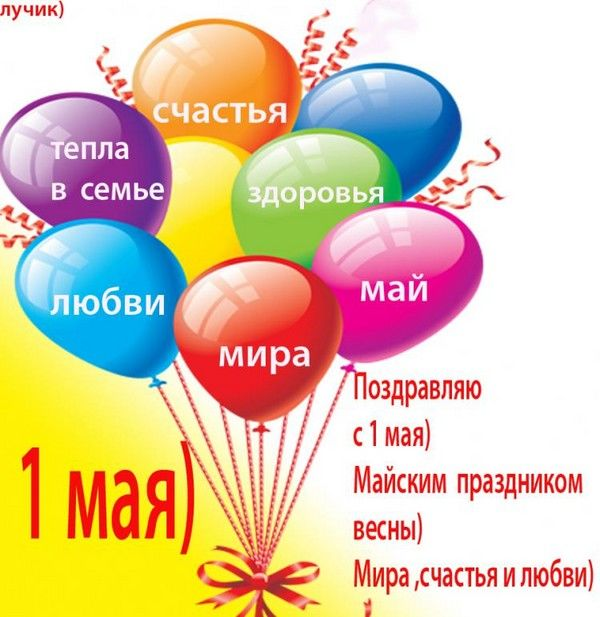 лучик)
счастья
тепла
в семье
здоровья
май
любви
мира
Поздравляю
с 1 мая)
Майским праздником
весны)
Мира ,счастья и любви)
1 мая)